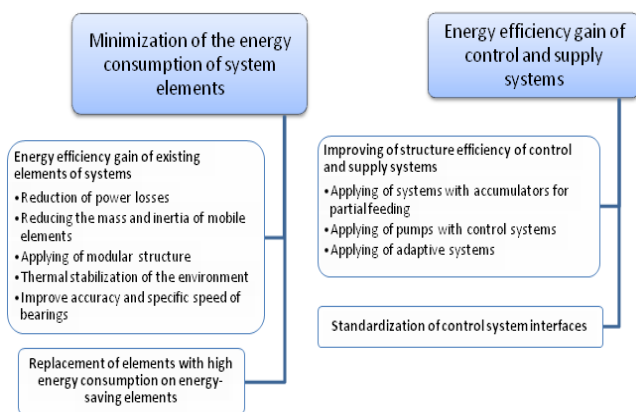 Minimization of the energy
consumption of system
elements
Energy efficiency gain of existing
elements of systems
•Reduction of power losses
•Reducing the mass and inertia of mobile
elements
•Applying of modular structure
•Thermal stabilization of the environment
•Improve accuracy and specific speed of
bearings
Replacement of elements with high
energy consumption on energy-
saving elements
Energy efficiency gain of
control and supply
systems
Improving of structure efficiency of control
and supply systems
•Applying of systems with accumulators for
partial feeding
•Applying of pumps with control systems
•Applying of adaptive systems
Standardization of control system interfaces